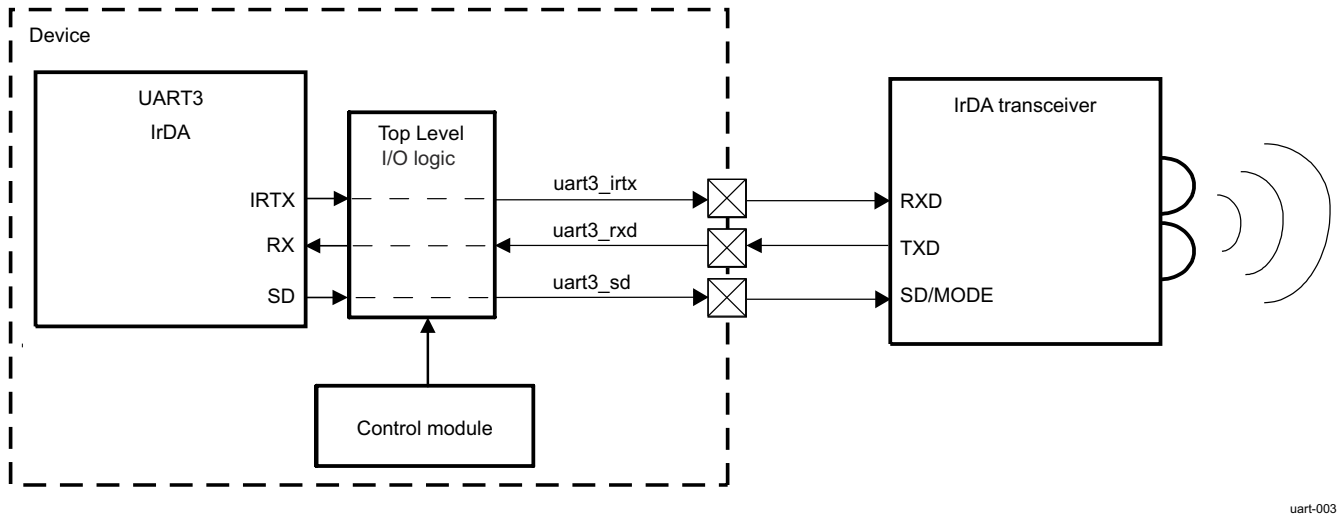 Device
UART3
IrDA
IRTX
RX
SD
Top Level
I/O logic
uart3_irtx
uart3_rxd
uart3_sd
Control module
IrDA transceiver
RXD
TXD
SD/MODE
uart-003